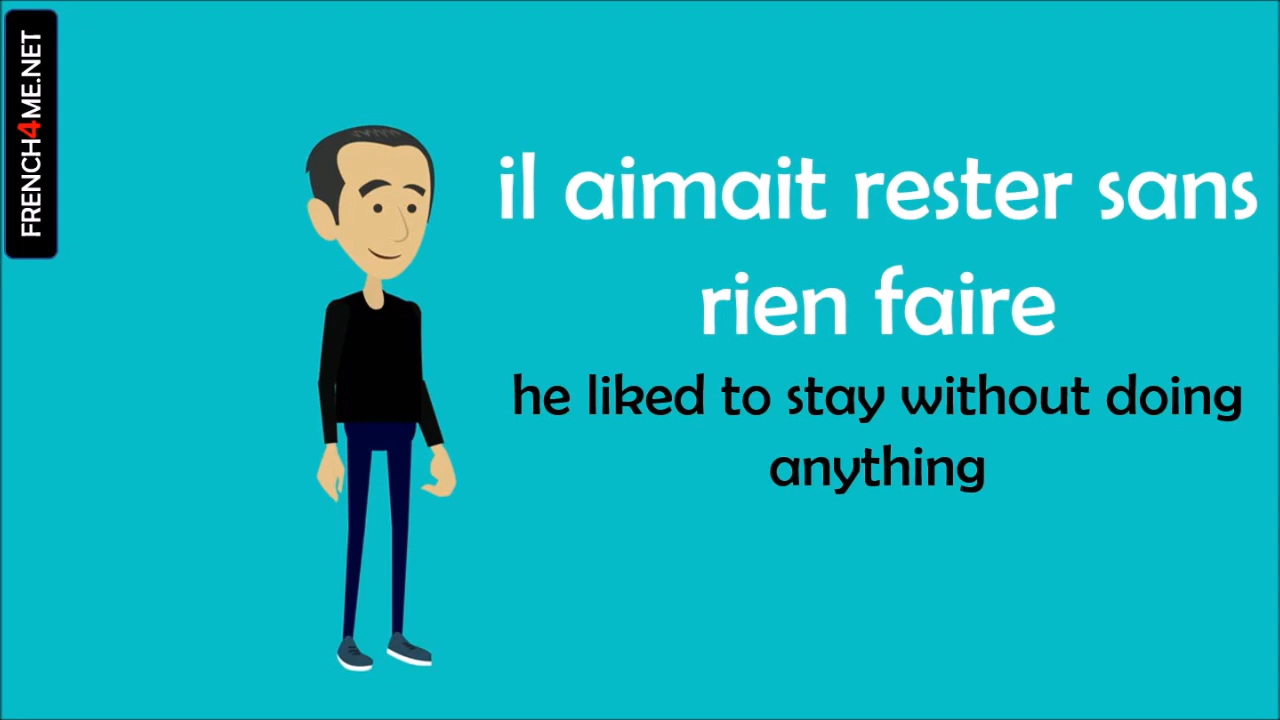 FRENCH4ME.NET
il aimait rester sans
rien faire
he liked to stay without doing
anything